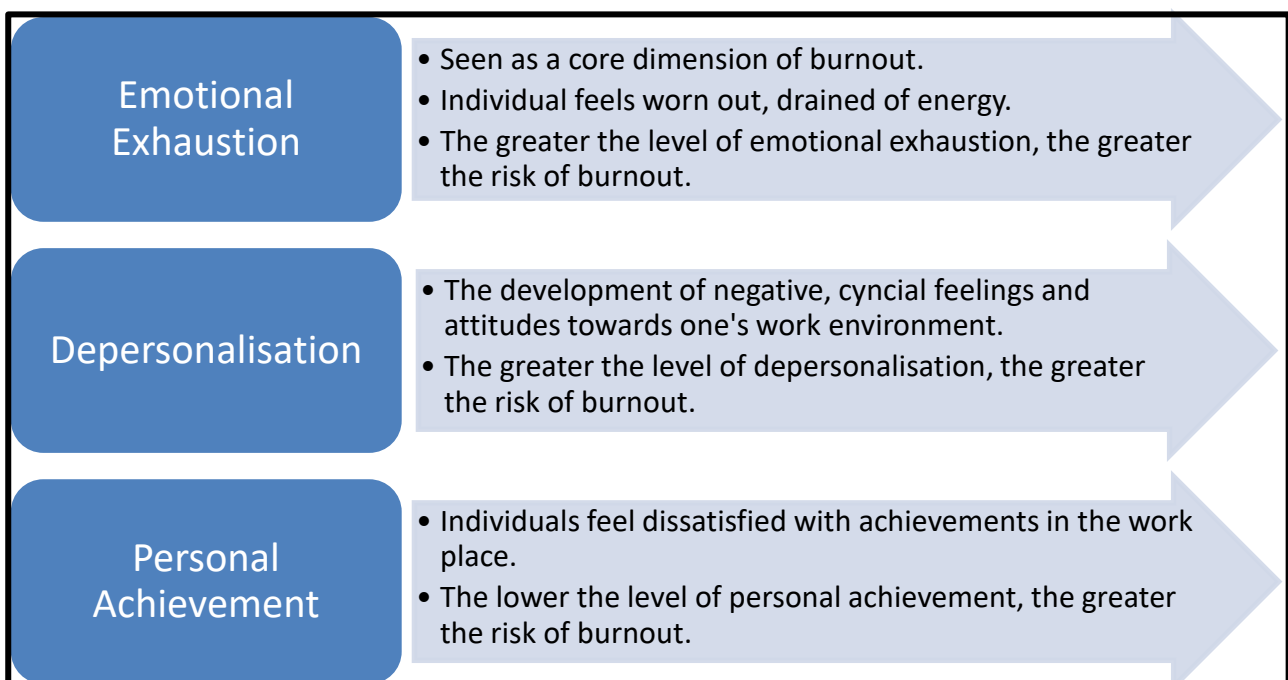 Emotional
Exhaustion
• Seen as a core dimension of burnout.
• Individual feels worn out, drained of energy.
• The greater the level of emotional exhaustion, the greater
the risk of burnout.
Depersonalisation
• The development of negative, cyncial feelings and
attitudes towards one's work environment.
• The greater the level of depersonalisation, the greater
the risk of burnout.
Personal
Achievement
• Individuals feel dissatisfied with achievements in the work
place.
• The lower the level of personal achievement, the greater
the risk of burnout.